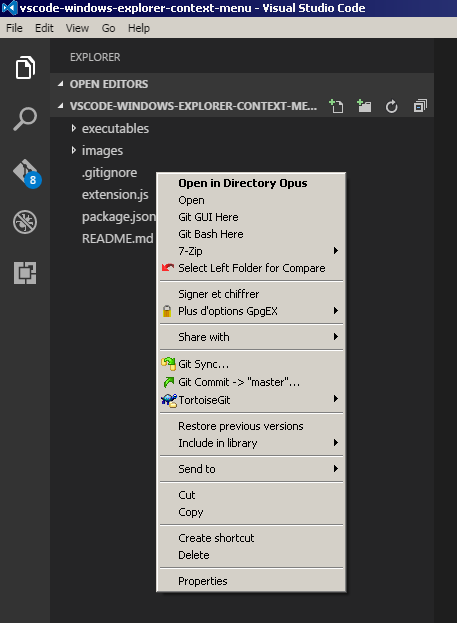 vscode-windows-explorer-context-menu - Visual Studio Code
File Edit View Go Help
EXPLORER
OPEN EDITORS
VSCODE-WINDOWS-EXPLORER-CONTEXT-ME...
executables
images
.gitignore
extension.js
package.json
README.md
8
Open in Directory Opus
Open
Git GUI Here
Git Bash Here
7-Zip
Select Left Folder for Compare
Signer et chiffrer
Plus d'options GpgEX
Share with
Git Sync...
Git Commit -> "master"...
TortoiseGit
Restore previous versions
Include in library
Send to
Cut
Copy
Create shortcut
Delete
Properties